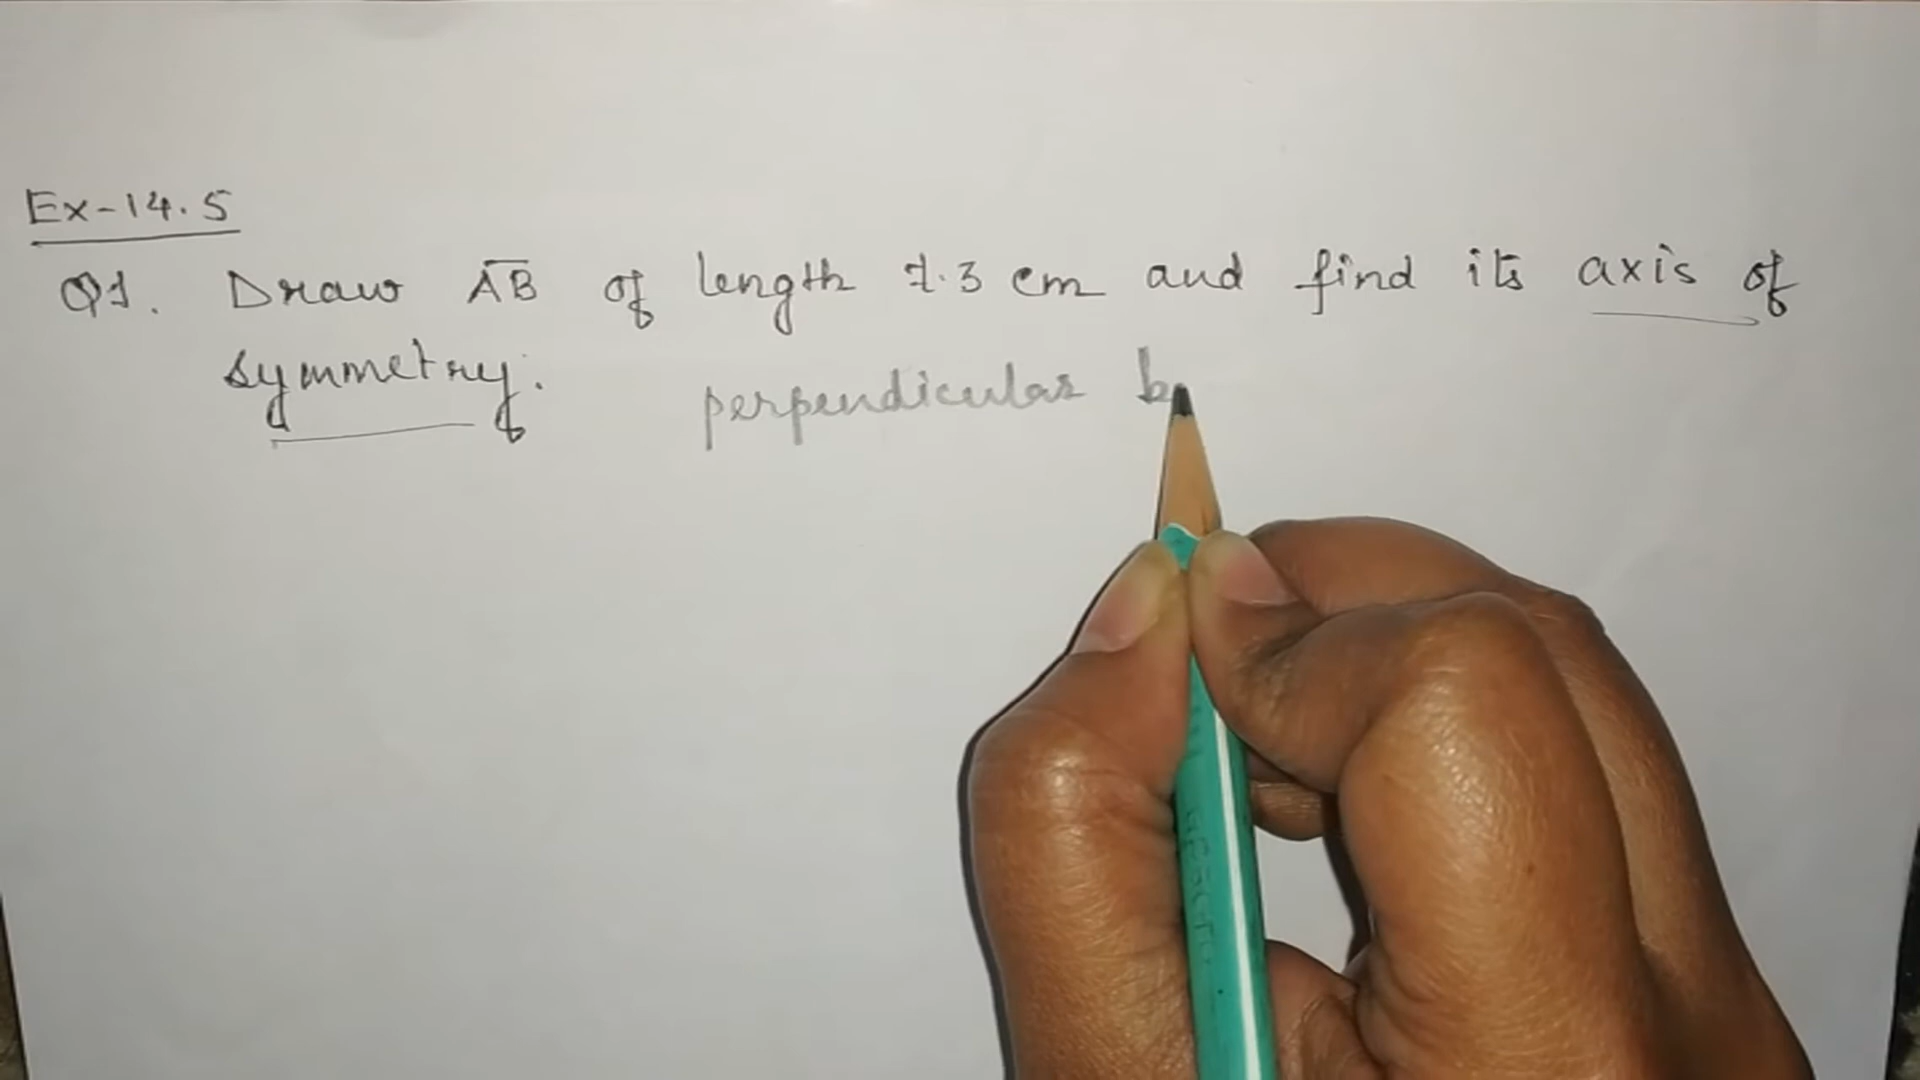 Ex-14.5
Q1. Draw AB of length 7.3 cm and find its axis of
symmetry. perpendicular b